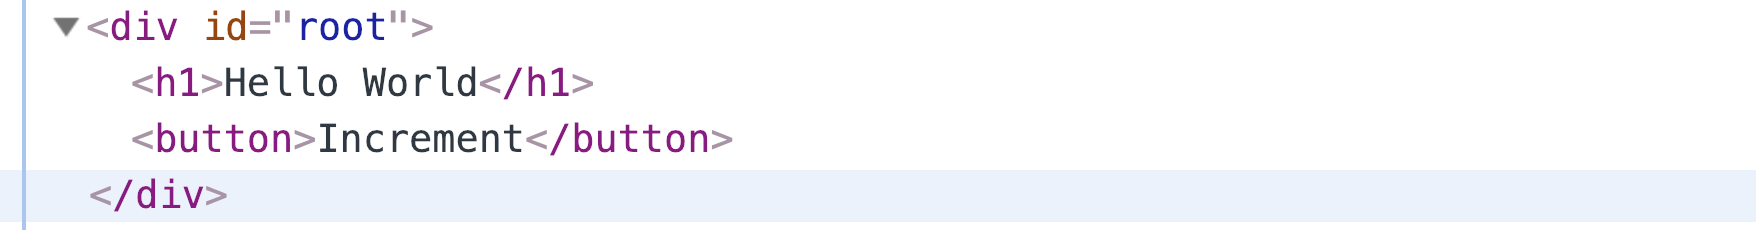 <div id="root">
<h1>Hello World</h1>
<button>Increment</button>
</div>